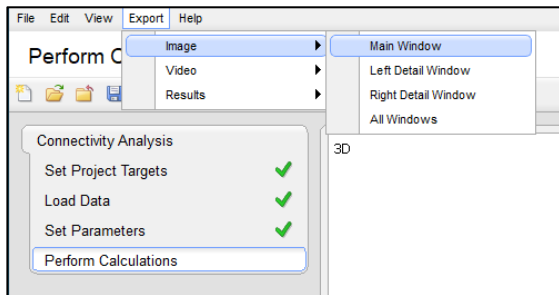 File Edit View Export Help
Perform C
Image
Video
Results
Main Window
Left Detail Window
Right Detail Window
All Windows
Connectivity Analysis
Set Project Targets
Load Data
Set Parameters
Perform Calculations
3D